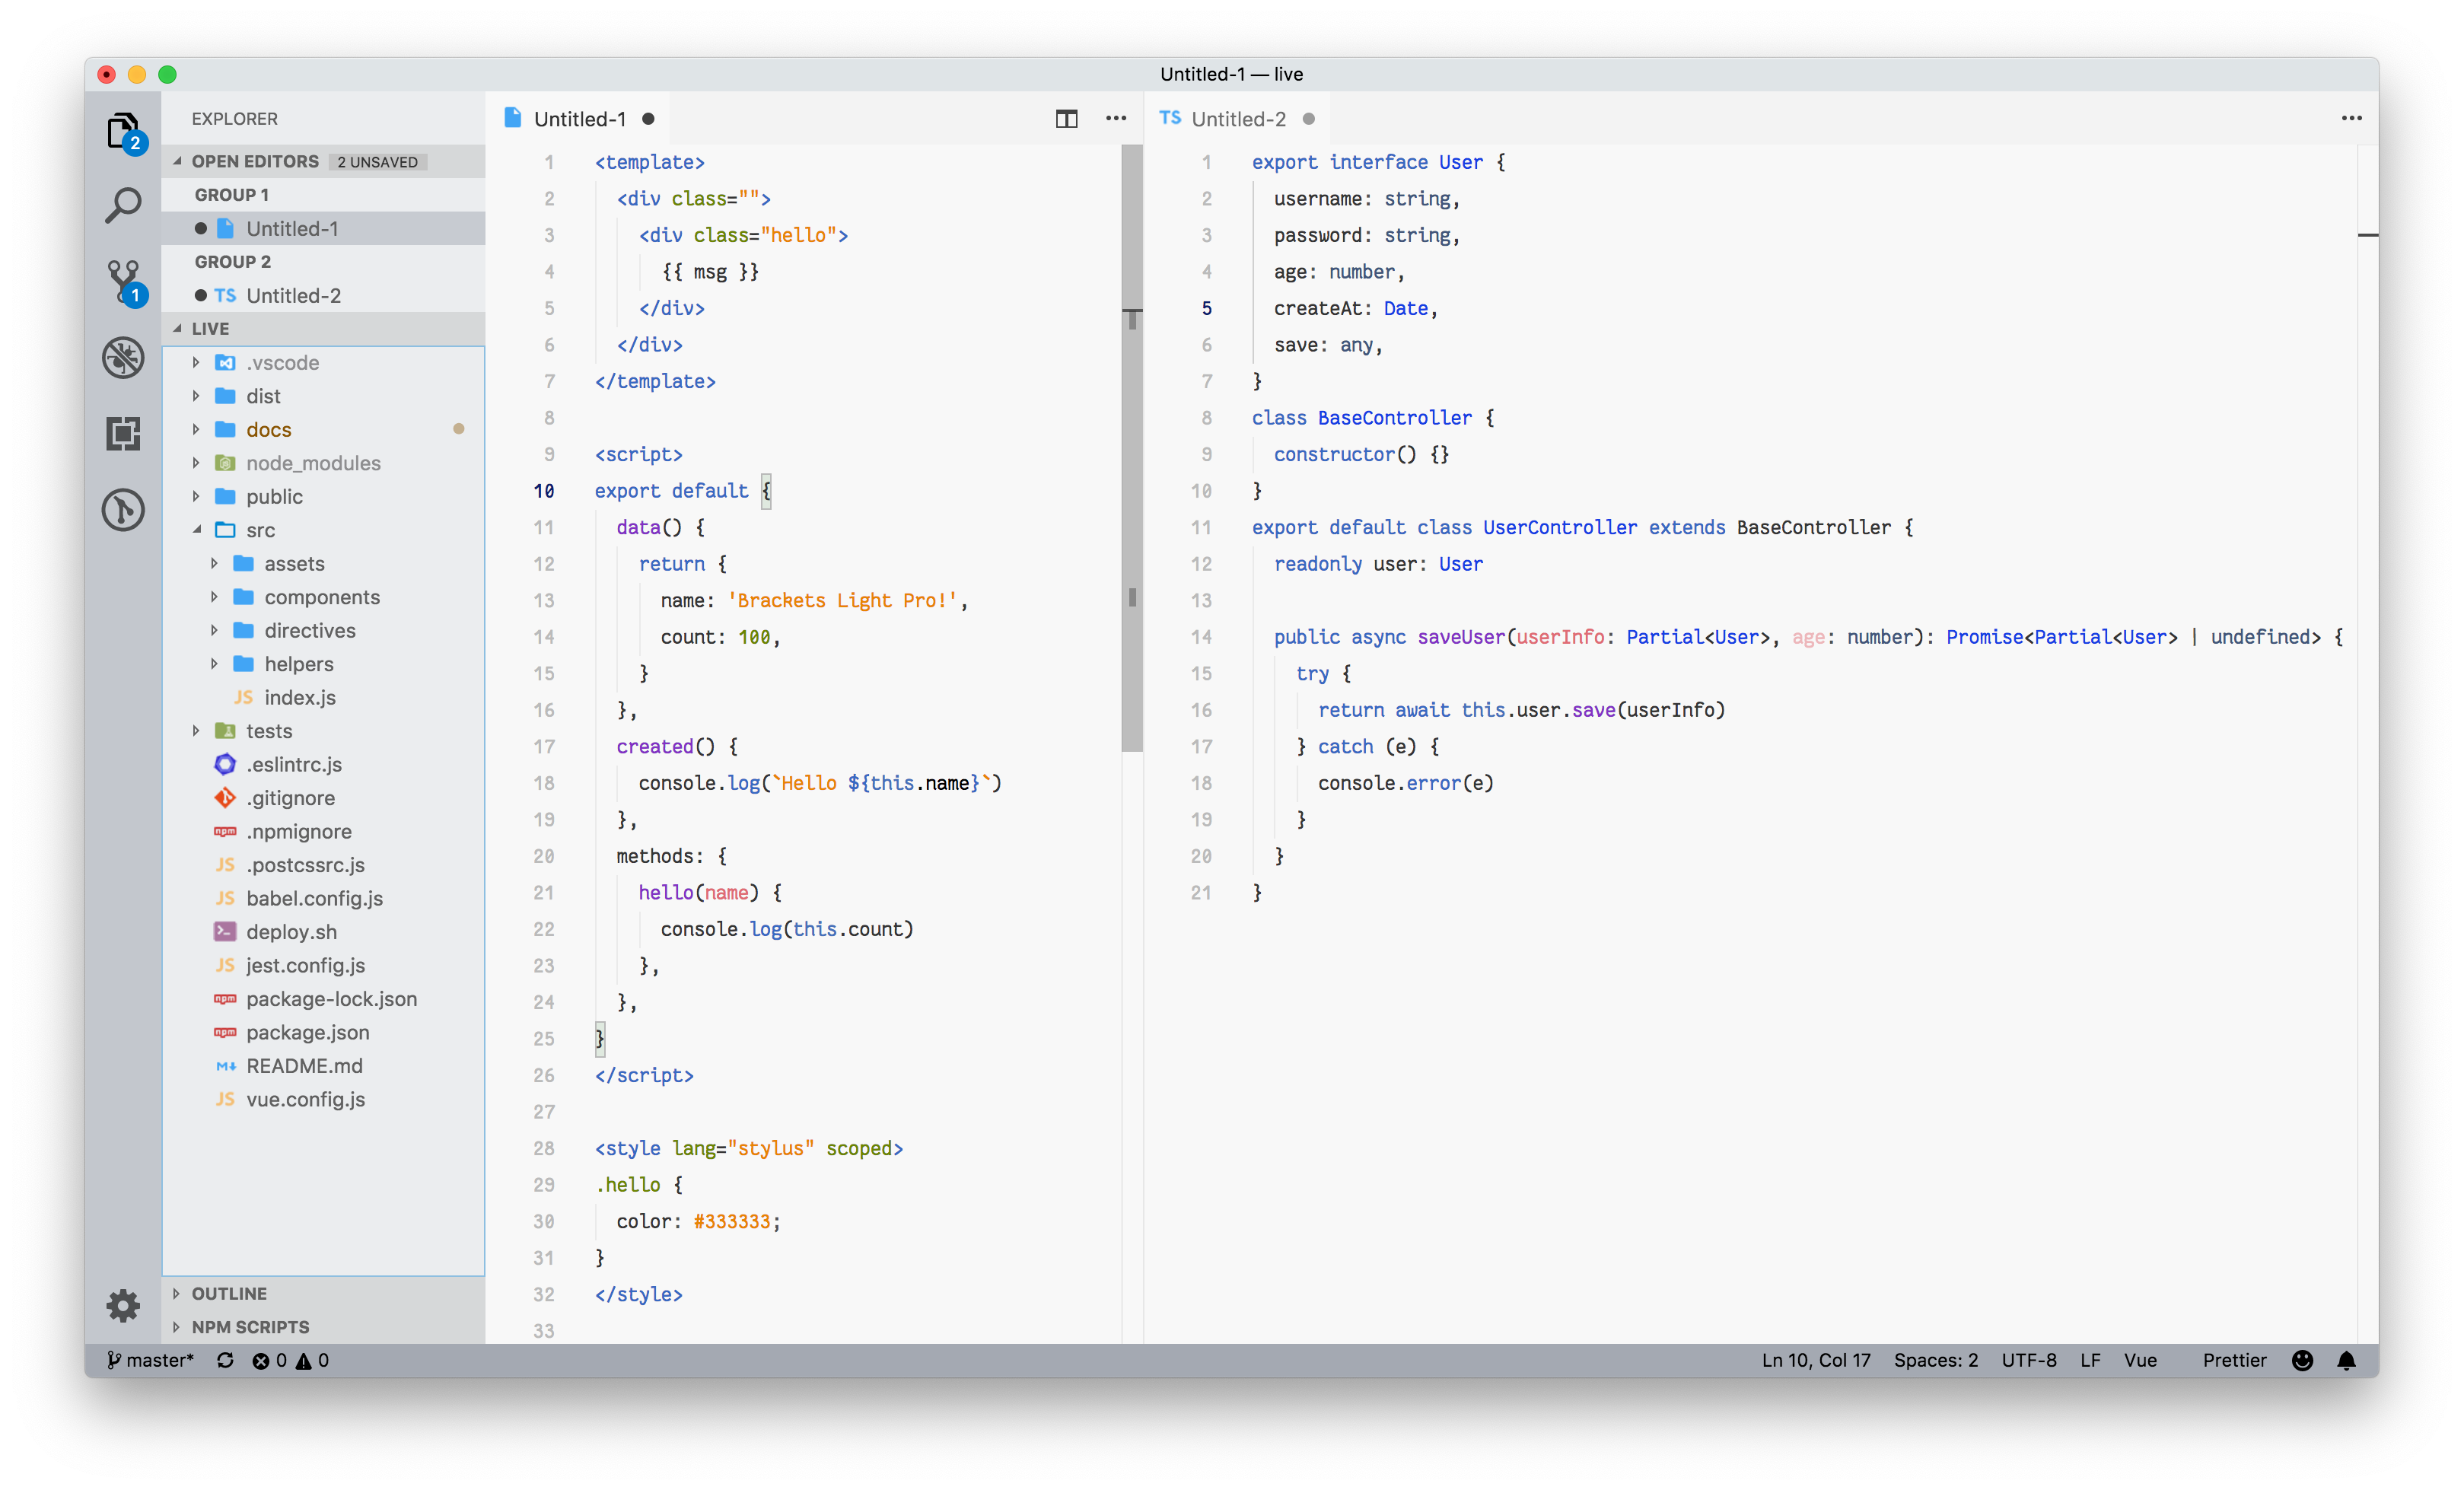 Untitled-1 — live
2
1
EXPLORER
OPEN EDITORS 2 UNSAVED
GROUP 1
Untitled-1
GROUP 2
TS Untitled-2
LIVE
.vscode
dist
docs
node_modules
public
src
assets
components
directives
helpers
JS index.js
tests
.eslintrc.js
.gitignore
npm .npmignore
JS .postcssrc.js
JS babel.config.js
deploy.sh
JS jest.config.js
npm package-lock.json
npm package.json
M↓ README.md
JS vue.config.js
OUTLINE
NPM SCRIPTS
Untitled-1
1 <template>
2 <div class="">
3 <div class="hello">
4 {{ msg }}
5 </div>
6 </div>
7 </template>
8
9 <script>
10 export default {
11 data() {
12 return {
13 name: 'Brackets Light Pro!',
14 count: 100,
15 }
16 },
17 created() {
18 console.log(`Hello ${this.name}`)
19 },
20 methods: {
21 hello(name) {
22 console.log(this.count)
23 },
24 },
25 }
26 </script>
27
28 <style lang="stylus" scoped>
29 .hello {
30 color: #333333;
31 }
32 </style>
33
TS Untitled-2
1 export interface User {
2 username: string,
3 password: string,
4 age: number,
5 createAt: Date,
6 save: any,
7 }
8 class BaseController {
9 constructor() {}
10 }
11 export default class UserController extends BaseController {
12 readonly user: User
13
14 public async saveUser(userInfo: Partial<User>, age: number): Promise<Partial<User> | undefined> {
15 try {
16 return await this.user.save(userInfo)
17 } catch (e) {
18 console.error(e)
19 }
20 }
21 }
master* 0 0 Ln 10, Col 17 Spaces: 2 UTF-8 LF Vue Prettier